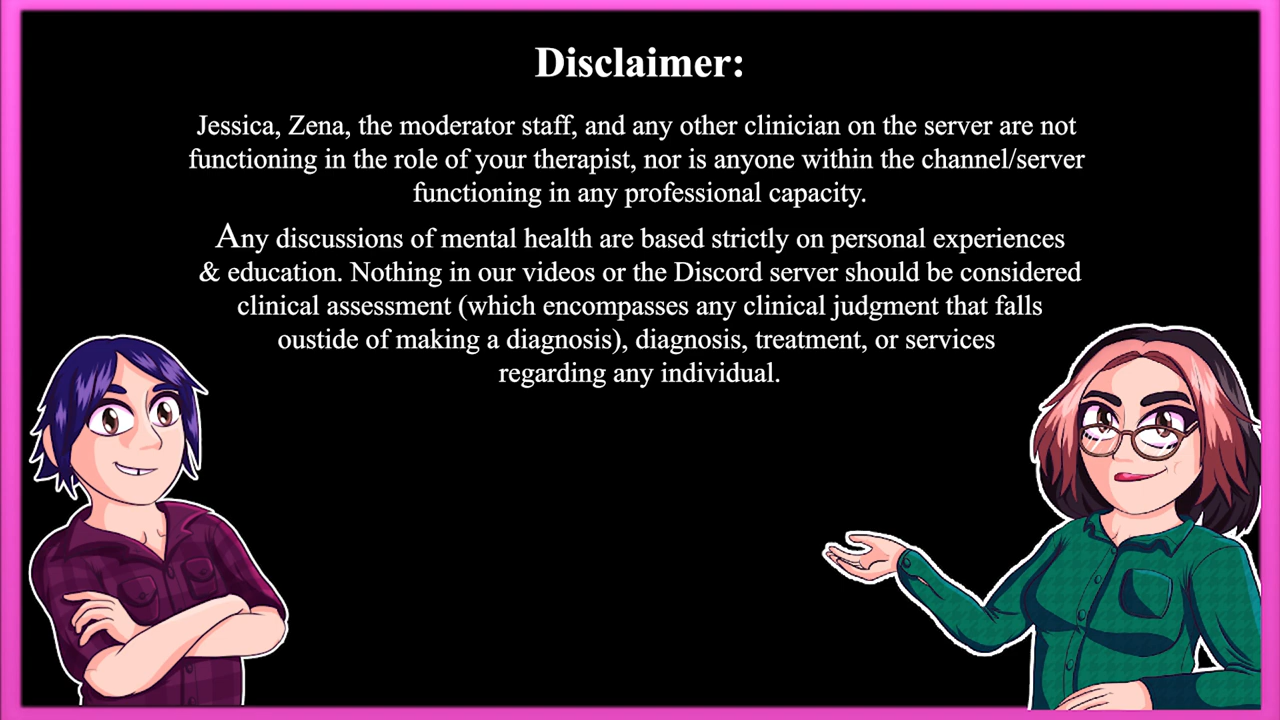 Disclaimer:
Jessica, Zena, the moderator staff, and any other clinician on the server are not
functioning in the role of your therapist, nor is anyone within the channel/server
functioning in any professional capacity.
Any discussions of mental health are based strictly on personal experiences
& education. Nothing in our videos or the Discord server should be considered
clinical assessment (which encompasses any clinical judgment that falls
oustide of making a diagnosis), diagnosis, treatment, or services
regarding any individual.